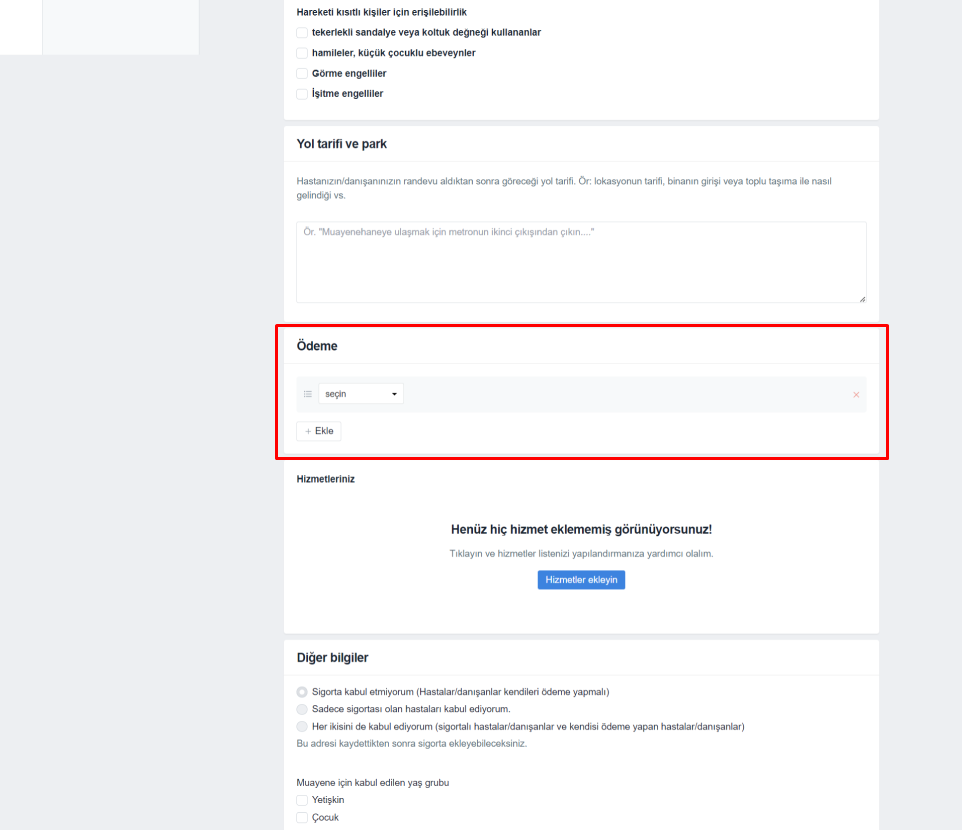 Hareketi kısıtlı kişiler için erişilebilirlik
tekerlekli sandalye veya koltuk değneği kullananlar
hamileler, küçük çocuklu ebeveynler
Görme engelliler
İşitme engelliler
Yol tarifi ve park
Hastanızın/danışanınızın randevu aldıktan sonra göreceği yol tarifi. Ör: lokasyonun tarifi, binanın girişi veya toplu taşıma ile nasıl
gelindiği vs.
Ör. "Muayenehaneye ulaşmak için metronun ikinci çıkışından çıkın...."
Ödeme
seçin
+ Ekle
Hizmetleriniz
Henüz hiç hizmet eklememiş görünüyorsunuz!
Tıklayın ve hizmetler listenizi yapılandırmanıza yardımcı olalım.
Hizmetler ekleyin
Diğer bilgiler
Sigorta kabul etmiyorum (Hastalar/danışanlar kendileri ödeme yapmalı)
Sadece sigortası olan hastaları kabul ediyorum.
Her ikisini de kabul ediyorum (sigortalı hastalar/danışanlar ve kendisi ödeme yapan hastalar/danışanlar)
Bu adresi kaydettikten sonra sigorta ekleyebileceksiniz.
Muayene için kabul edilen yaş grubu
Yetişkin
Çocuk